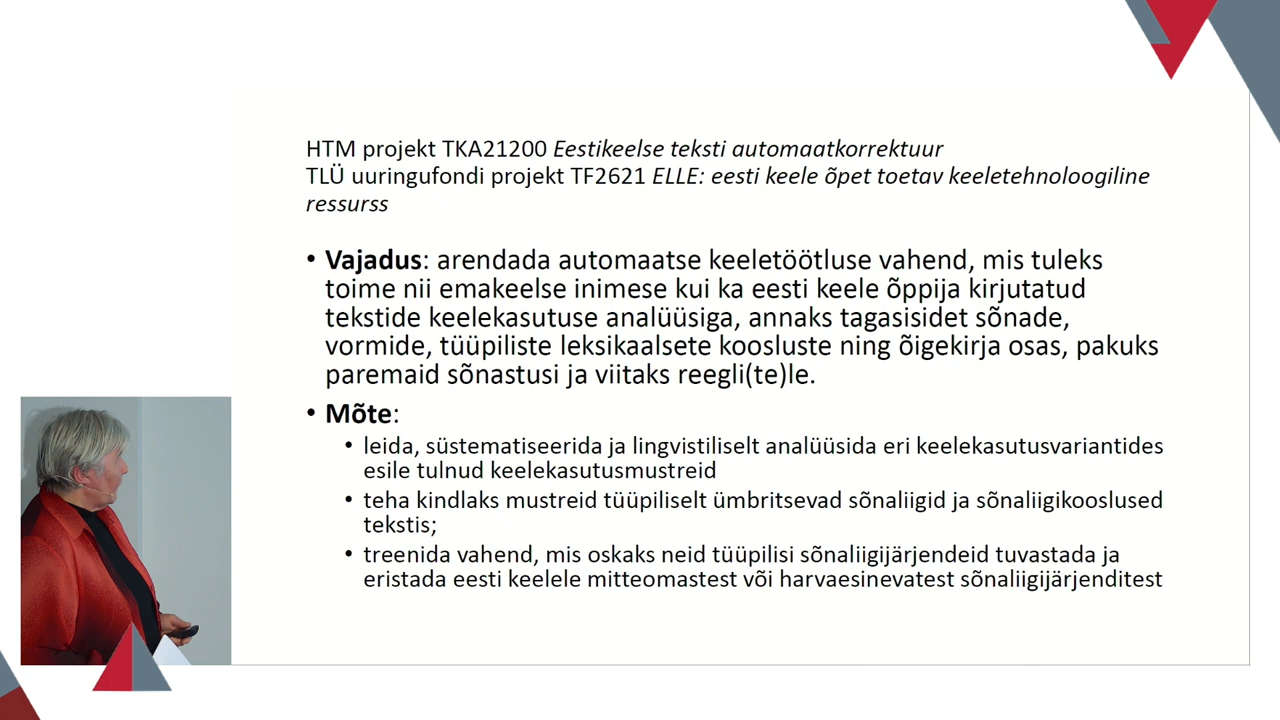 HTM projekt TKA21200 Eestikeelse teksti automaatkorrektuur
TLÜ uuringufondi projekt TF2621 ELLE: eesti keele õpet toetav keeletehnoloogiline
ressurss
• Vajadus: arendada automaatse keeletöötluse vahend, mis tuleks
toime nii emakeelse inimese kui ka eesti keele õppija kirjutatud
tekstide keelekasutuse analüüsiga, annaks tagasisidet sõnade,
vormide, tüüpiliste leksikaalsete koosluste ning õigekirja osas, pakuks
paremaid sõnastusi ja viitaks reegli(te)le.
• Mõte:
• leida, süstematiseerida ja lingvistiliselt analüüsida eri keelekasutusvariantides
esile tulnud keelekasutusmustreid
• teha kindlaks mustreid tüüpiliselt ümbritsevad sõnaliigid ja sõnaliigikooslused
tekstis;
• treenida vahend, mis oskaks neid tüüpilisi sõnaliigijärjendeid tuvastada ja
eristada eesti keelele mitteomastest või harvaesinevatest sõnaliigijärjenditest